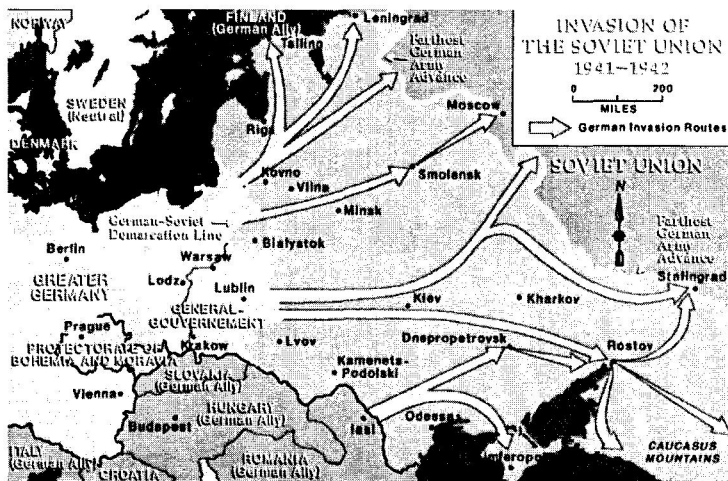 NORWAY
FINLAND
(German Ally)
Leningrad
Tallinn
Farthest
German
Army
Advance
INVASION OF
THE SOVIET UNION
1941–1942
0 200
MILES
German Invasion Routes
SWEDEN
(Neutral)
Moscow
DENMARK
Riga
SOVIET UNION
Kovno
Vilna
Smolensk
N
Minsk
German-Soviet
Demarcation Line
Farthest
German
Army
Advance
Berlin
Bialystok
Warsaw
Stalingrad
GREATER
GERMANY
Lodz
Lublin
Kiev
Kharkov
GENERAL-
GOUVERNEMENT
Prague
Dnepropetrovsk
Rostov
PROTECTORATE OF
BOHEMIA AND MORAVIA
Krakow
Lvov
Kamenets-
Podolski
SLOVAKIA
(German Ally)
Vienna
HUNGARY
(German Ally)
Budapest
Iasi
Odessa
CAUCASUS
MOUNTAINS
ITALY
(German Ally)
CROATIA
ROMANIA
(German Ally)